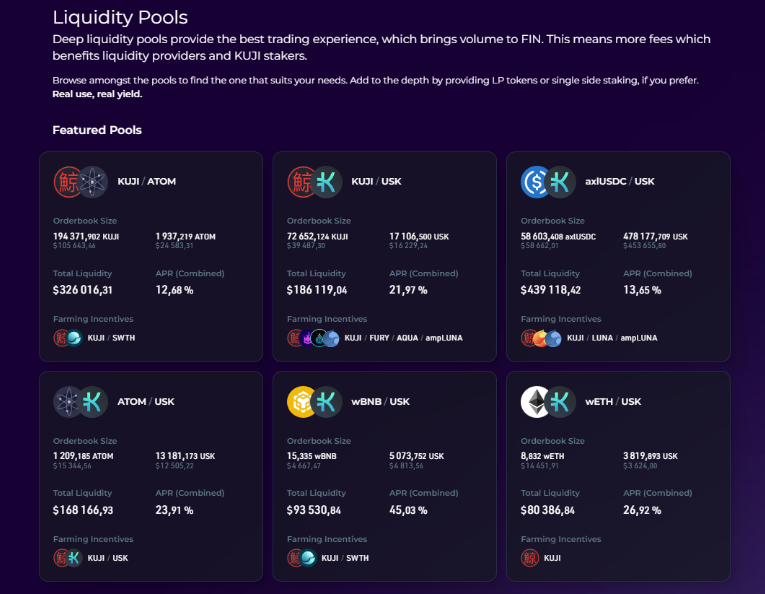 Liquidity Pools
Deep liquidity pools provide the best trading experience, which brings volume to FIN. This means more fees which
benefits liquidity providers and KUJI stakers.
Browse amongst the pools to find the one that suits your needs. Add to the depth by providing LP tokens or single side staking, if you prefer.
Real use, real yield.
Featured Pools
鯨 KUJI / ATOM
Orderbook Size
194 371,902 KUJI 1 937,219 ATOM
$105 643,46 $24 583,31
Total Liquidity APR (Combined)
$326 016,31 12,68 %
Farming Incentives
KUJI / SWTH
鯨 KUJI / USK
Orderbook Size
72 652,124 KUJI 17 106,500 USK
$39 487,30 $16 229,24
Total Liquidity APR (Combined)
$186 119,04 21,97 %
Farming Incentives
KUJI / FURY / AQUA / ampLUNA
axlUSDC / USK
Orderbook Size
58 603,408 axlUSDC 478 177,709 USK
$58 662,01 $453 655,80
Total Liquidity APR (Combined)
$439 118,42 13,65 %
Farming Incentives
KUJI / LUNA / ampLUNA
ATOM / USK
Orderbook Size
1 209,185 ATOM 13 181,173 USK
$15 344,56 $12 505,22
Total Liquidity APR (Combined)
$168 166,93 23,91 %
Farming Incentives
KUJI / USK
wBNB / USK
Orderbook Size
15,335 wBNB 5 073,752 USK
$4 667,47 $4 813,56
Total Liquidity APR (Combined)
$93 530,84 45,03 %
Farming Incentives
KUJI / SWTH
wETH / USK
Orderbook Size
8,832 wETH 3 819,893 USK
$14 451,91 $3 624,00
Total Liquidity APR (Combined)
$80 386,84 26,92 %
Farming Incentives
KUJI